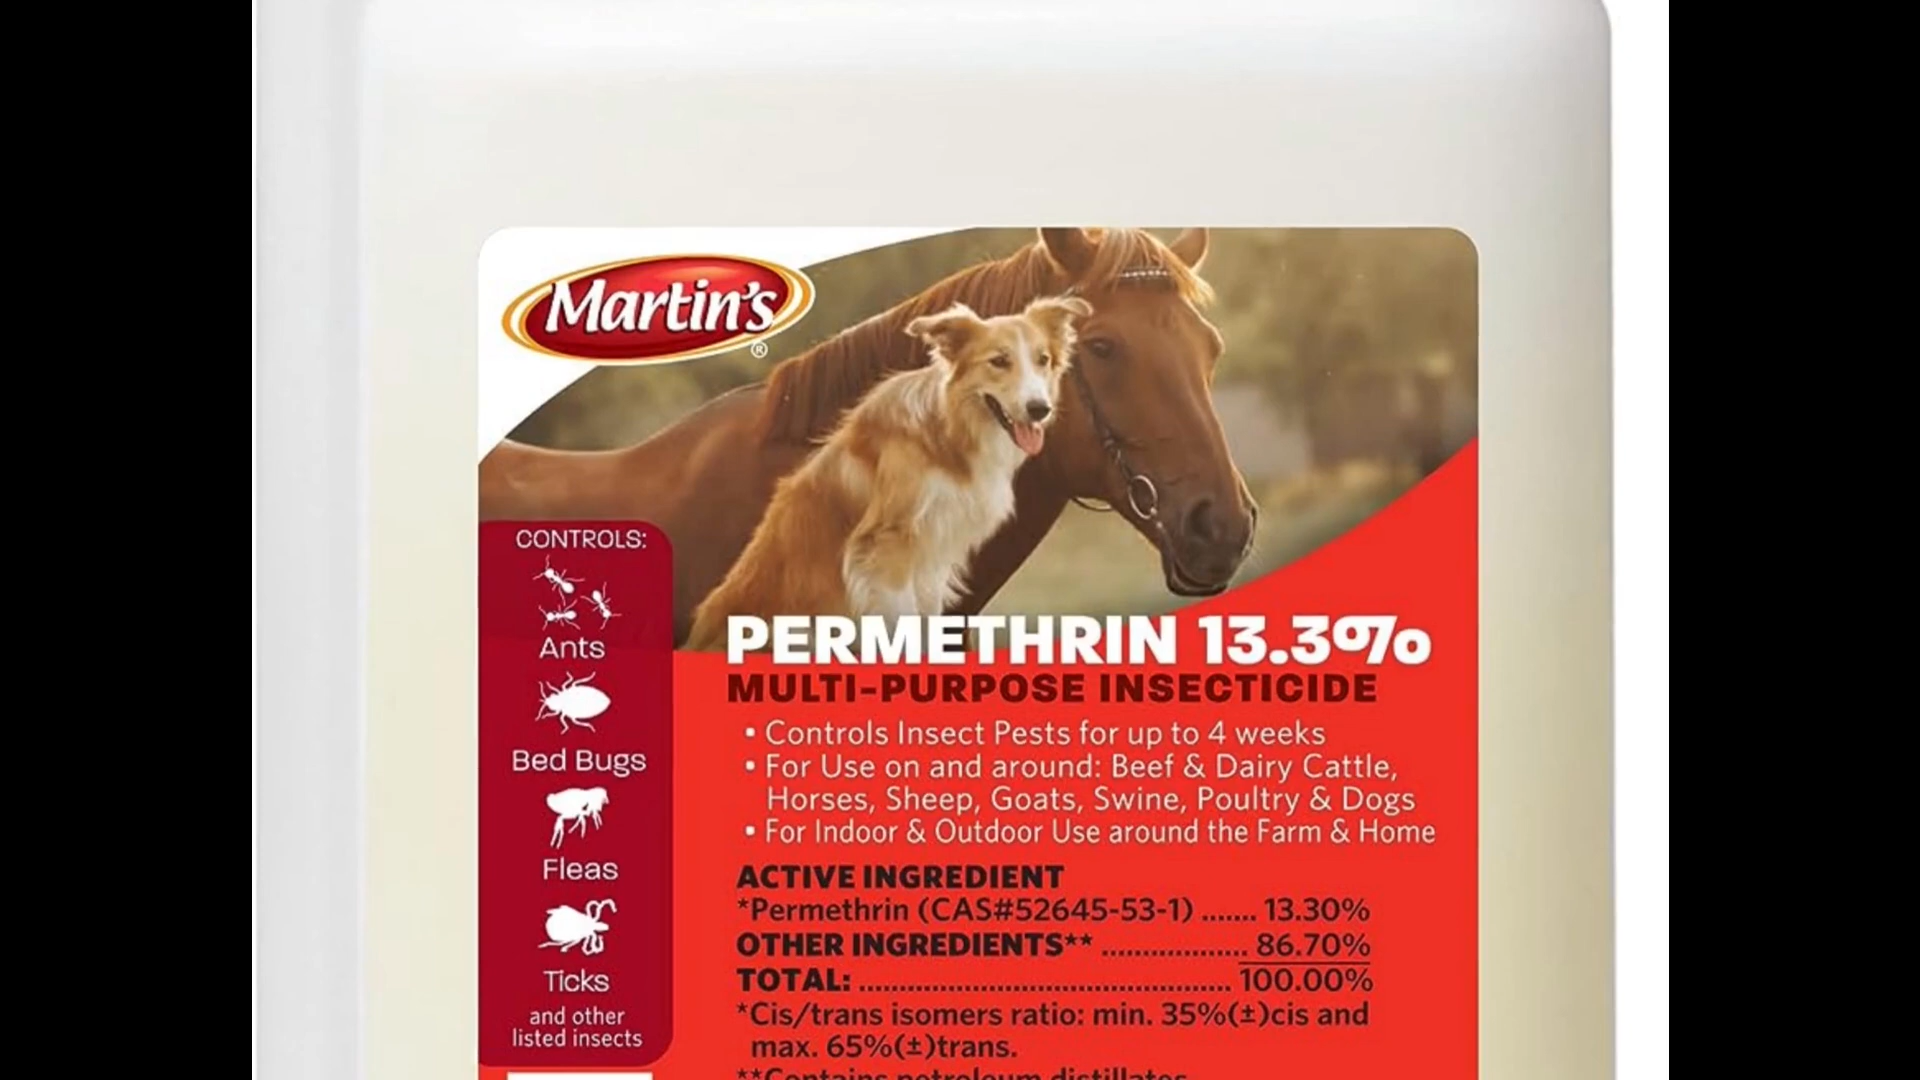 Martin's
®
CONTROLS:
Ants
Bed Bugs
Fleas
Ticks
and other
listed insects
PERMETHRIN 13.3%
MULTI-PURPOSE INSECTICIDE
• Controls Insect Pests for up to 4 weeks
• For Use on and around: Beef & Dairy Cattle,
Horses, Sheep, Goats, Swine, Poultry & Dogs
• For Indoor & Outdoor Use around the Farm & Home
ACTIVE INGREDIENT
*Permethrin (CAS#52645-53-1) ....... 13.30%
OTHER INGREDIENTS** ................. 86.70%
TOTAL: ........................................... 100.00%
*Cis/trans isomers ratio: min. 35%(±)cis and
max. 65%(±)trans.
**Contains petroleum distillates